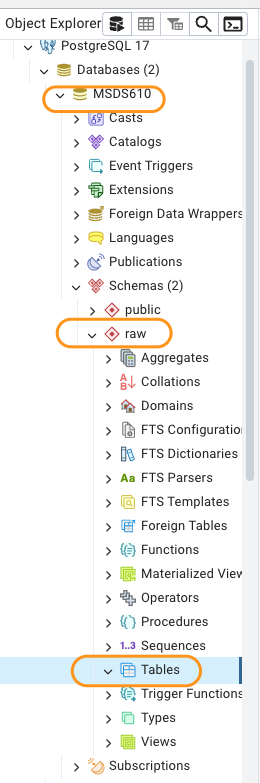 Object Explorer
PostgreSQL 17
Databases (2)
MSDS610
Casts
Catalogs
Event Triggers
Extensions
Foreign Data Wrappers
Languages
Publications
Schemas (2)
public
raw
Aggregates
A↓ Collations
Domains
FTS Configuratio
FTS Dictionaries
Aa FTS Parsers
FTS Templates
Foreign Tables
Functions
Materialized View
Operators
Procedures
1..3 Sequences
Tables
Trigger Functions
Types
Views
Subscriptions